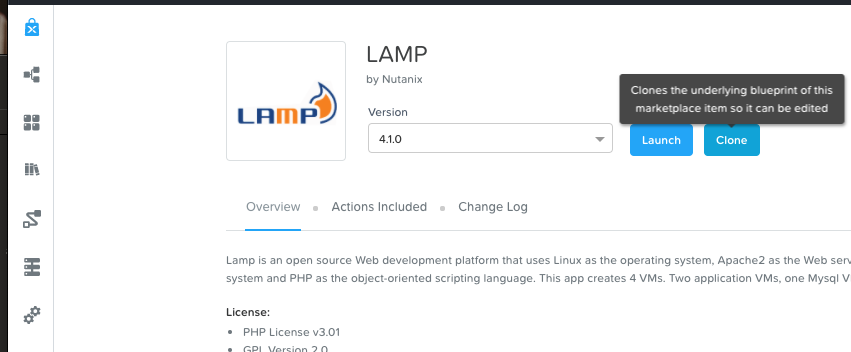 LAMP
LAMP
by Nutanix
Clones the underlying blueprint of this
marketplace item so it can be edited
Version
4.1.0
Launch
Clone
Overview
Actions Included
Change Log
Lamp is an open source Web development platform that uses Linux as the operating system, Apache2 as the Web serv
system and PHP as the object-oriented scripting language. This app creates 4 VMs. Two application VMs, one Mysql V
License:
• PHP License v3.01
• GPL Version 2.0